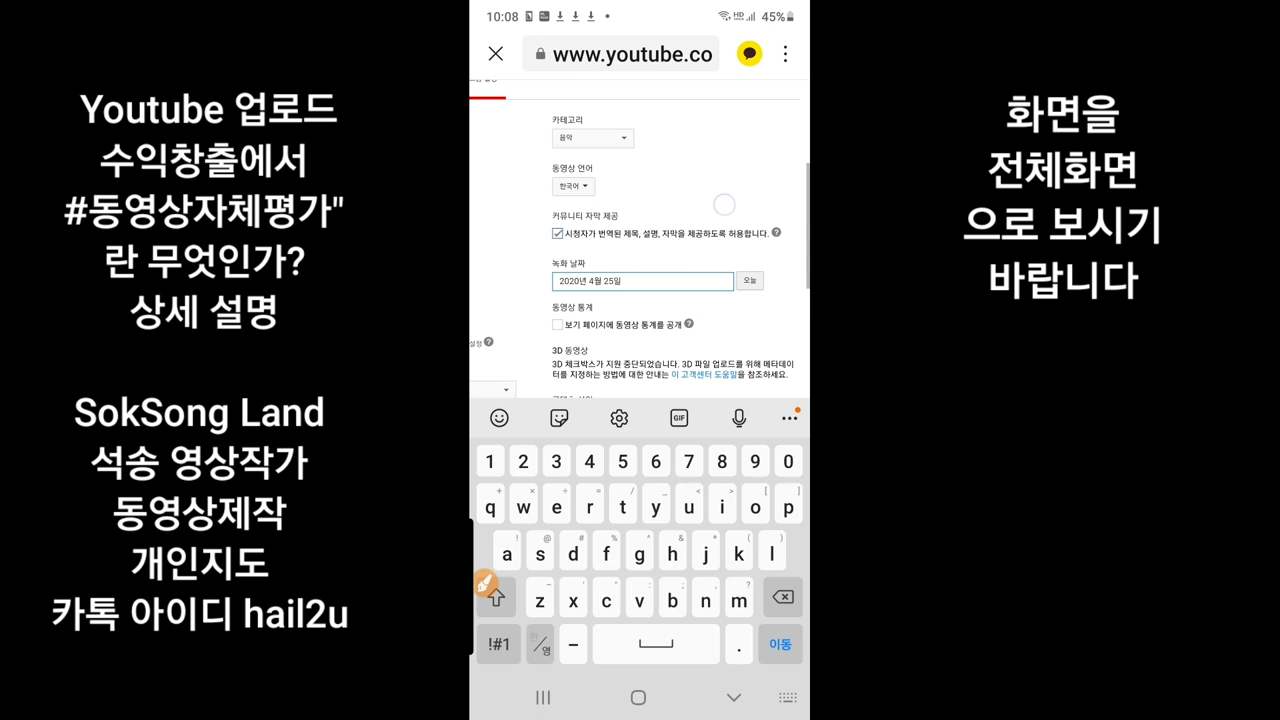 Youtube 업로드
수익창출에서
#동영상자체평가"
란 무엇인가?
상세 설명
SokSong Land
석송 영상작가
동영상제작
개인지도
카톡 아이디 hail2u
10:08
HD
45%
www.youtube.co
카테고리
음악
동영상 언어
한국어
커뮤니티 자막 제공
시청자가 번역된 제목, 설명, 자막을 제공하도록 허용합니다. ?
녹화 날짜
2020년 4월 25일
오늘
동영상 통계
보기 페이지에 동영상 통계를 공개 ?
설정 ?
3D 동영상
3D 체크박스가 지원 중단되었습니다. 3D 파일 업로드를 위해 메타데이
터를 지정하는 방법에 대한 안내는 이 고객센터 도움말을 참조하세요.
GIF
1 2 3 4 5 6 7 8 9 0
+ × ÷ = / _ < > [ ]
q w e r t y u i o p
! @ # % ^ & * ( )
a s d f g h j k l
- ' " : ; , ?
z x c v b n m
!#1 한/영 – . 이동
화면을
전체화면
으로 보시기
바랍니다